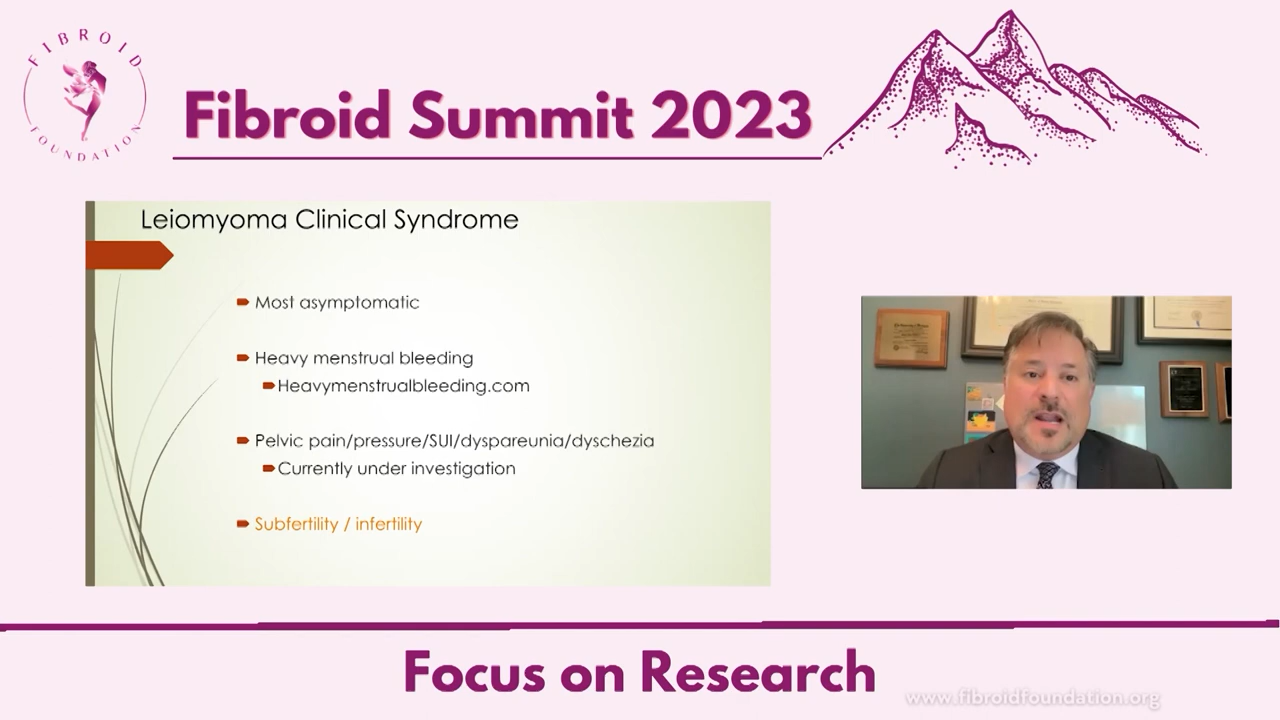 FIBROID
FOUNDATION
Fibroid Summit 2023
Leiomyoma Clinical Syndrome
Most asymptomatic
Heavy menstrual bleeding
Heavymenstrualbleeding.com
Pelvic pain/pressure/SUI/dyspareunia/dyschezia
Currently under investigation
Subfertility / infertility
Focus on Research
www.fibroidfoundation.org